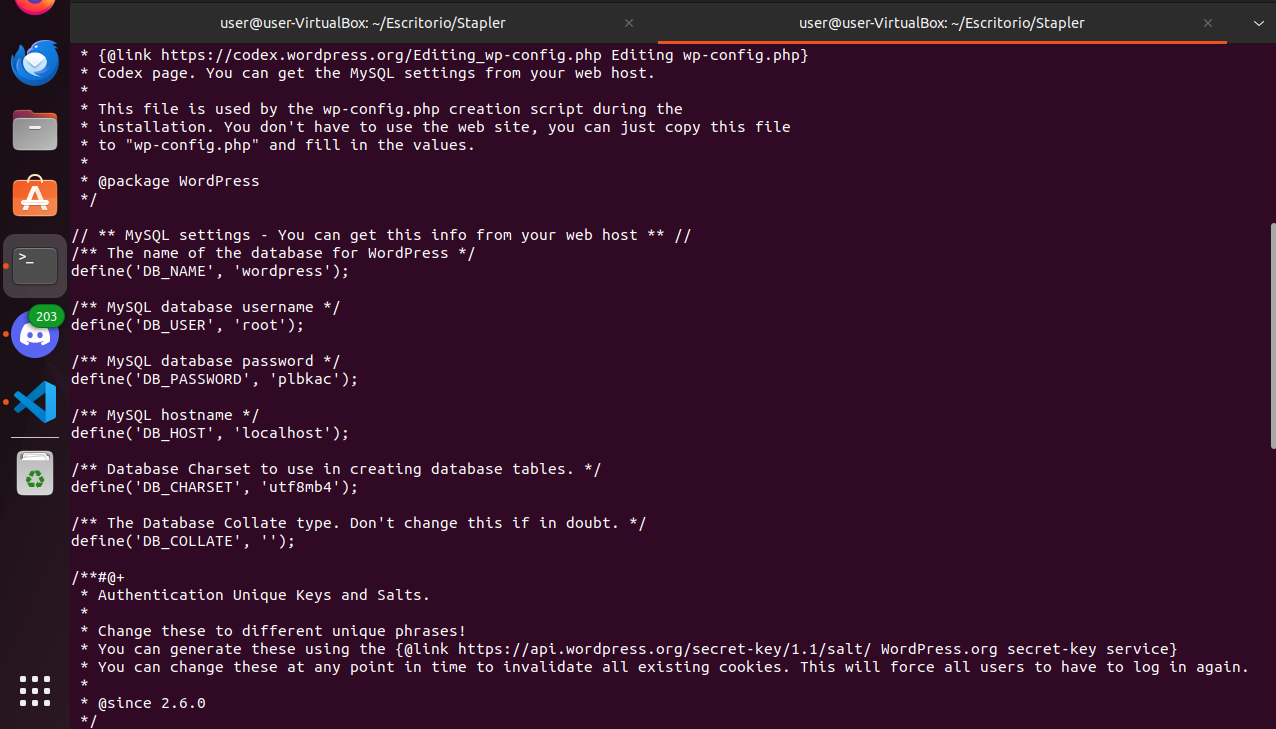 user@user-VirtualBox: ~/Escritorio/Stapler
user@user-VirtualBox: ~/Escritorio/Stapler
 * {@link https://codex.wordpress.org/Editing_wp-config.php Editing wp-config.php}
 * Codex page. You can get the MySQL settings from your web host.
 *
 * This file is used by the wp-config.php creation script during the
 * installation. You don't have to use the web site, you can just copy this file
 * to "wp-config.php" and fill in the values.
 *
 * @package WordPress
 */
// ** MySQL settings - You can get this info from your web host ** //
/** The name of the database for WordPress */
define('DB_NAME', 'wordpress');
/** MySQL database username */
define('DB_USER', 'root');
/** MySQL database password */
define('DB_PASSWORD', 'plbkac');
/** MySQL hostname */
define('DB_HOST', 'localhost');
/** Database Charset to use in creating database tables. */
define('DB_CHARSET', 'utf8mb4');
/** The Database Collate type. Don't change this if in doubt. */
define('DB_COLLATE', '');
/**#@+
 * Authentication Unique Keys and Salts.
 *
 * Change these to different unique phrases!
 * You can generate these using the {@link https://api.wordpress.org/secret-key/1.1/salt/ WordPress.org secret-key service}
 * You can change these at any point in time to invalidate all existing cookies. This will force all users to have to log in again.
 *
 * @since 2.6.0
 */
>_
203